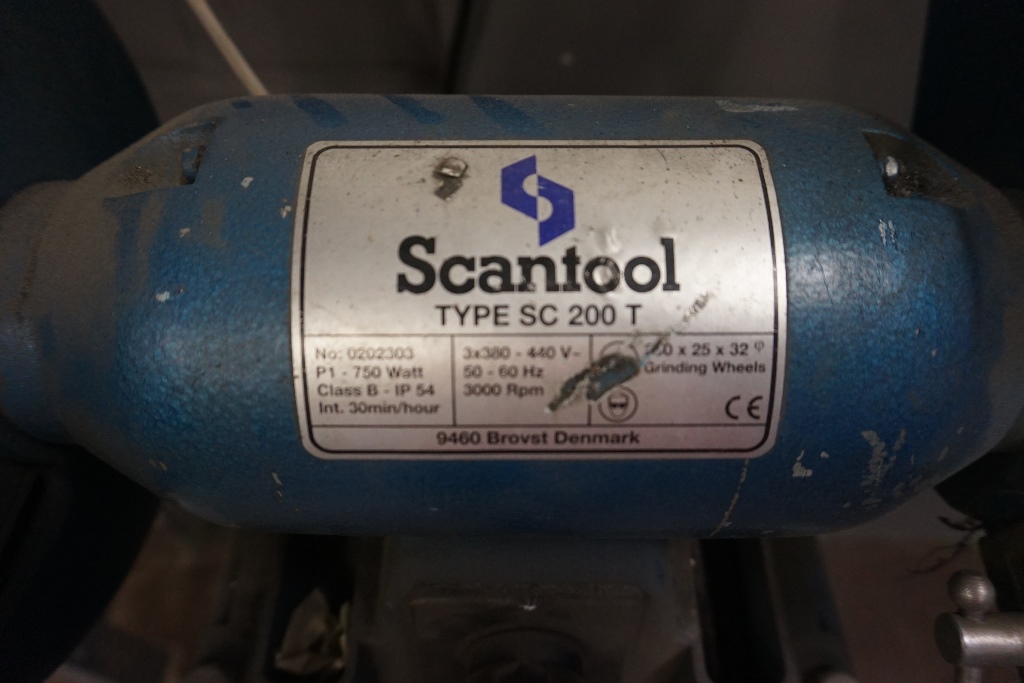 Scantool
TYPE SC 200 T
No: 0202303
P1 - 750 Watt
Class B - IP 54
Int. 30min/hour
3x380 - 440 V~
50 - 60 Hz
3000 Rpm
x 25 x 32 φ
Grinding Wheels
CE
9460 Brovst Denmark